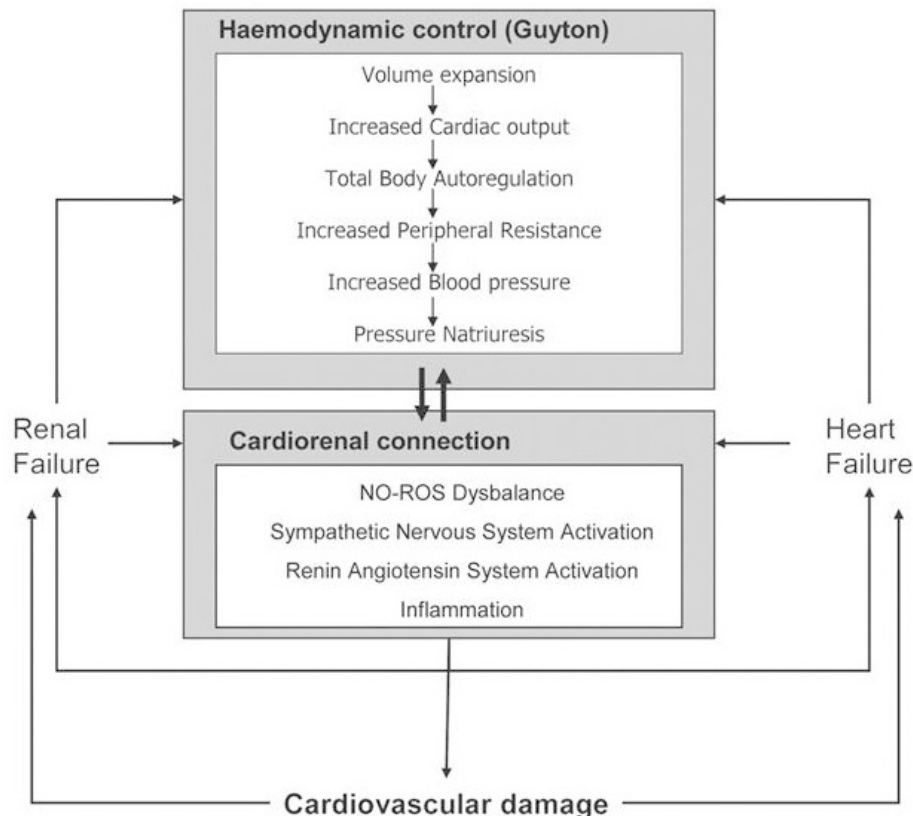 Haemodynamic control (Guyton)
Volume expansion
Increased Cardiac output
Total Body Autoregulation
Increased Peripheral Resistance
Increased Blood pressure
Pressure Natriuresis
Renal
Failure
Heart
Failure
Cardiorenal connection
NO-ROS Dysbalance
Sympathetic Nervous System Activation
Renin Angiotensin System Activation
Inflammation
Cardiovascular damage